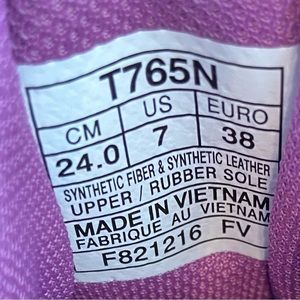 T765N
CM US EURO
24.0 7 38
SYNTHETIC FIBER & SYNTHETIC LEATHER
UPPER / RUBBER SOLE
MADE IN VIETNAM
FABRIQUE AU VIETNAM
F821216 FV